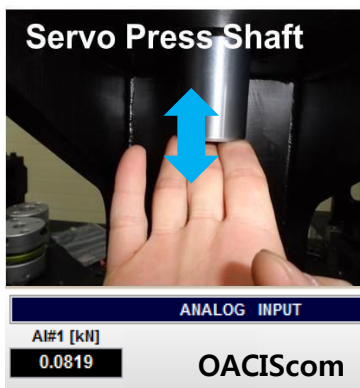 Servo Press Shaft
ANALOG INPUT
AI#1 [kN]
0.0819
OACIScom